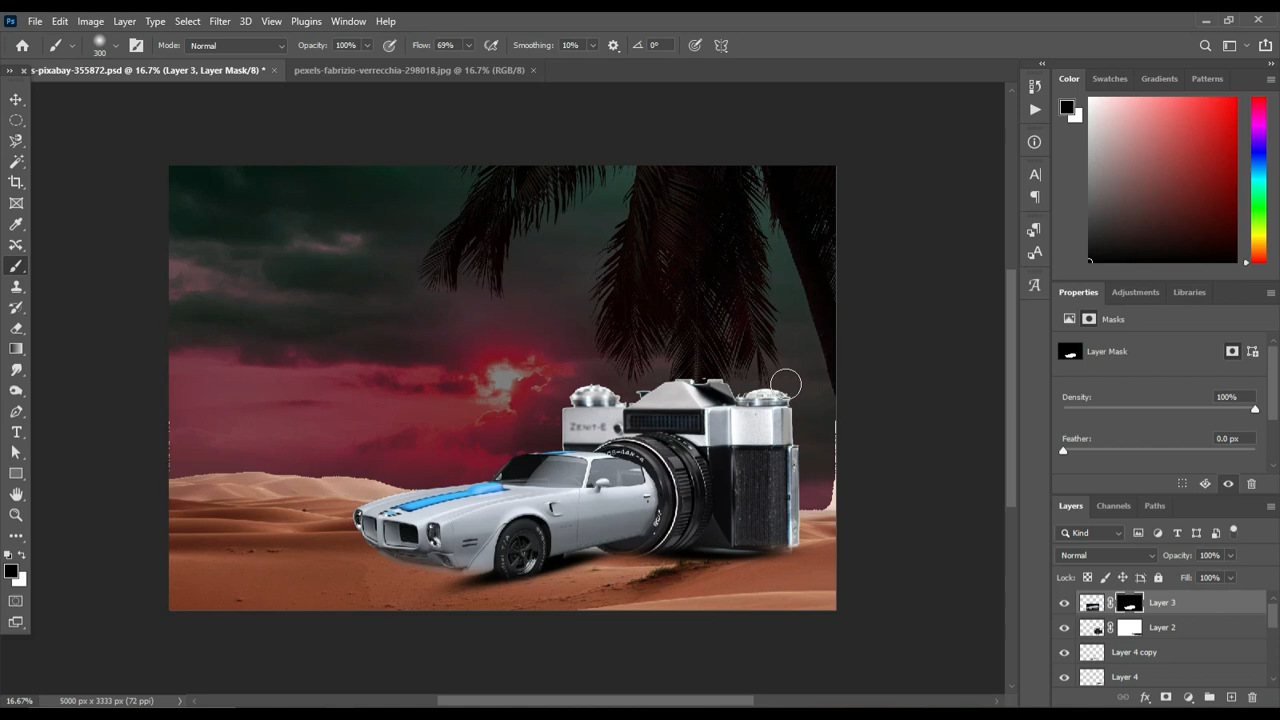 Ps File Edit Image Layer Type Select Filter 3D View Plugins Window Help
300 Mode: Normal Opacity: 100% Flow: 69% Smoothing: 10% 0°
s-pixabay-355872.psd @ 16.7% (Layer 3, Layer Mask/8) * × pexels-fabrizio-verrecchia-298018.jpg @ 16.7% (RGB/8) ×
Color Swatches Gradients Patterns
Properties Adjustments Libraries
Masks
Layer Mask
Density: 100%
Feather: 0.0 px
ZENIT-E
Layers Channels Paths
Kind
Normal Opacity: 100%
Lock: Fill: 100%
Layer 3
Layer 2
Layer 4 copy
Layer 4
16.67% 5000 px x 3333 px (72 ppi)